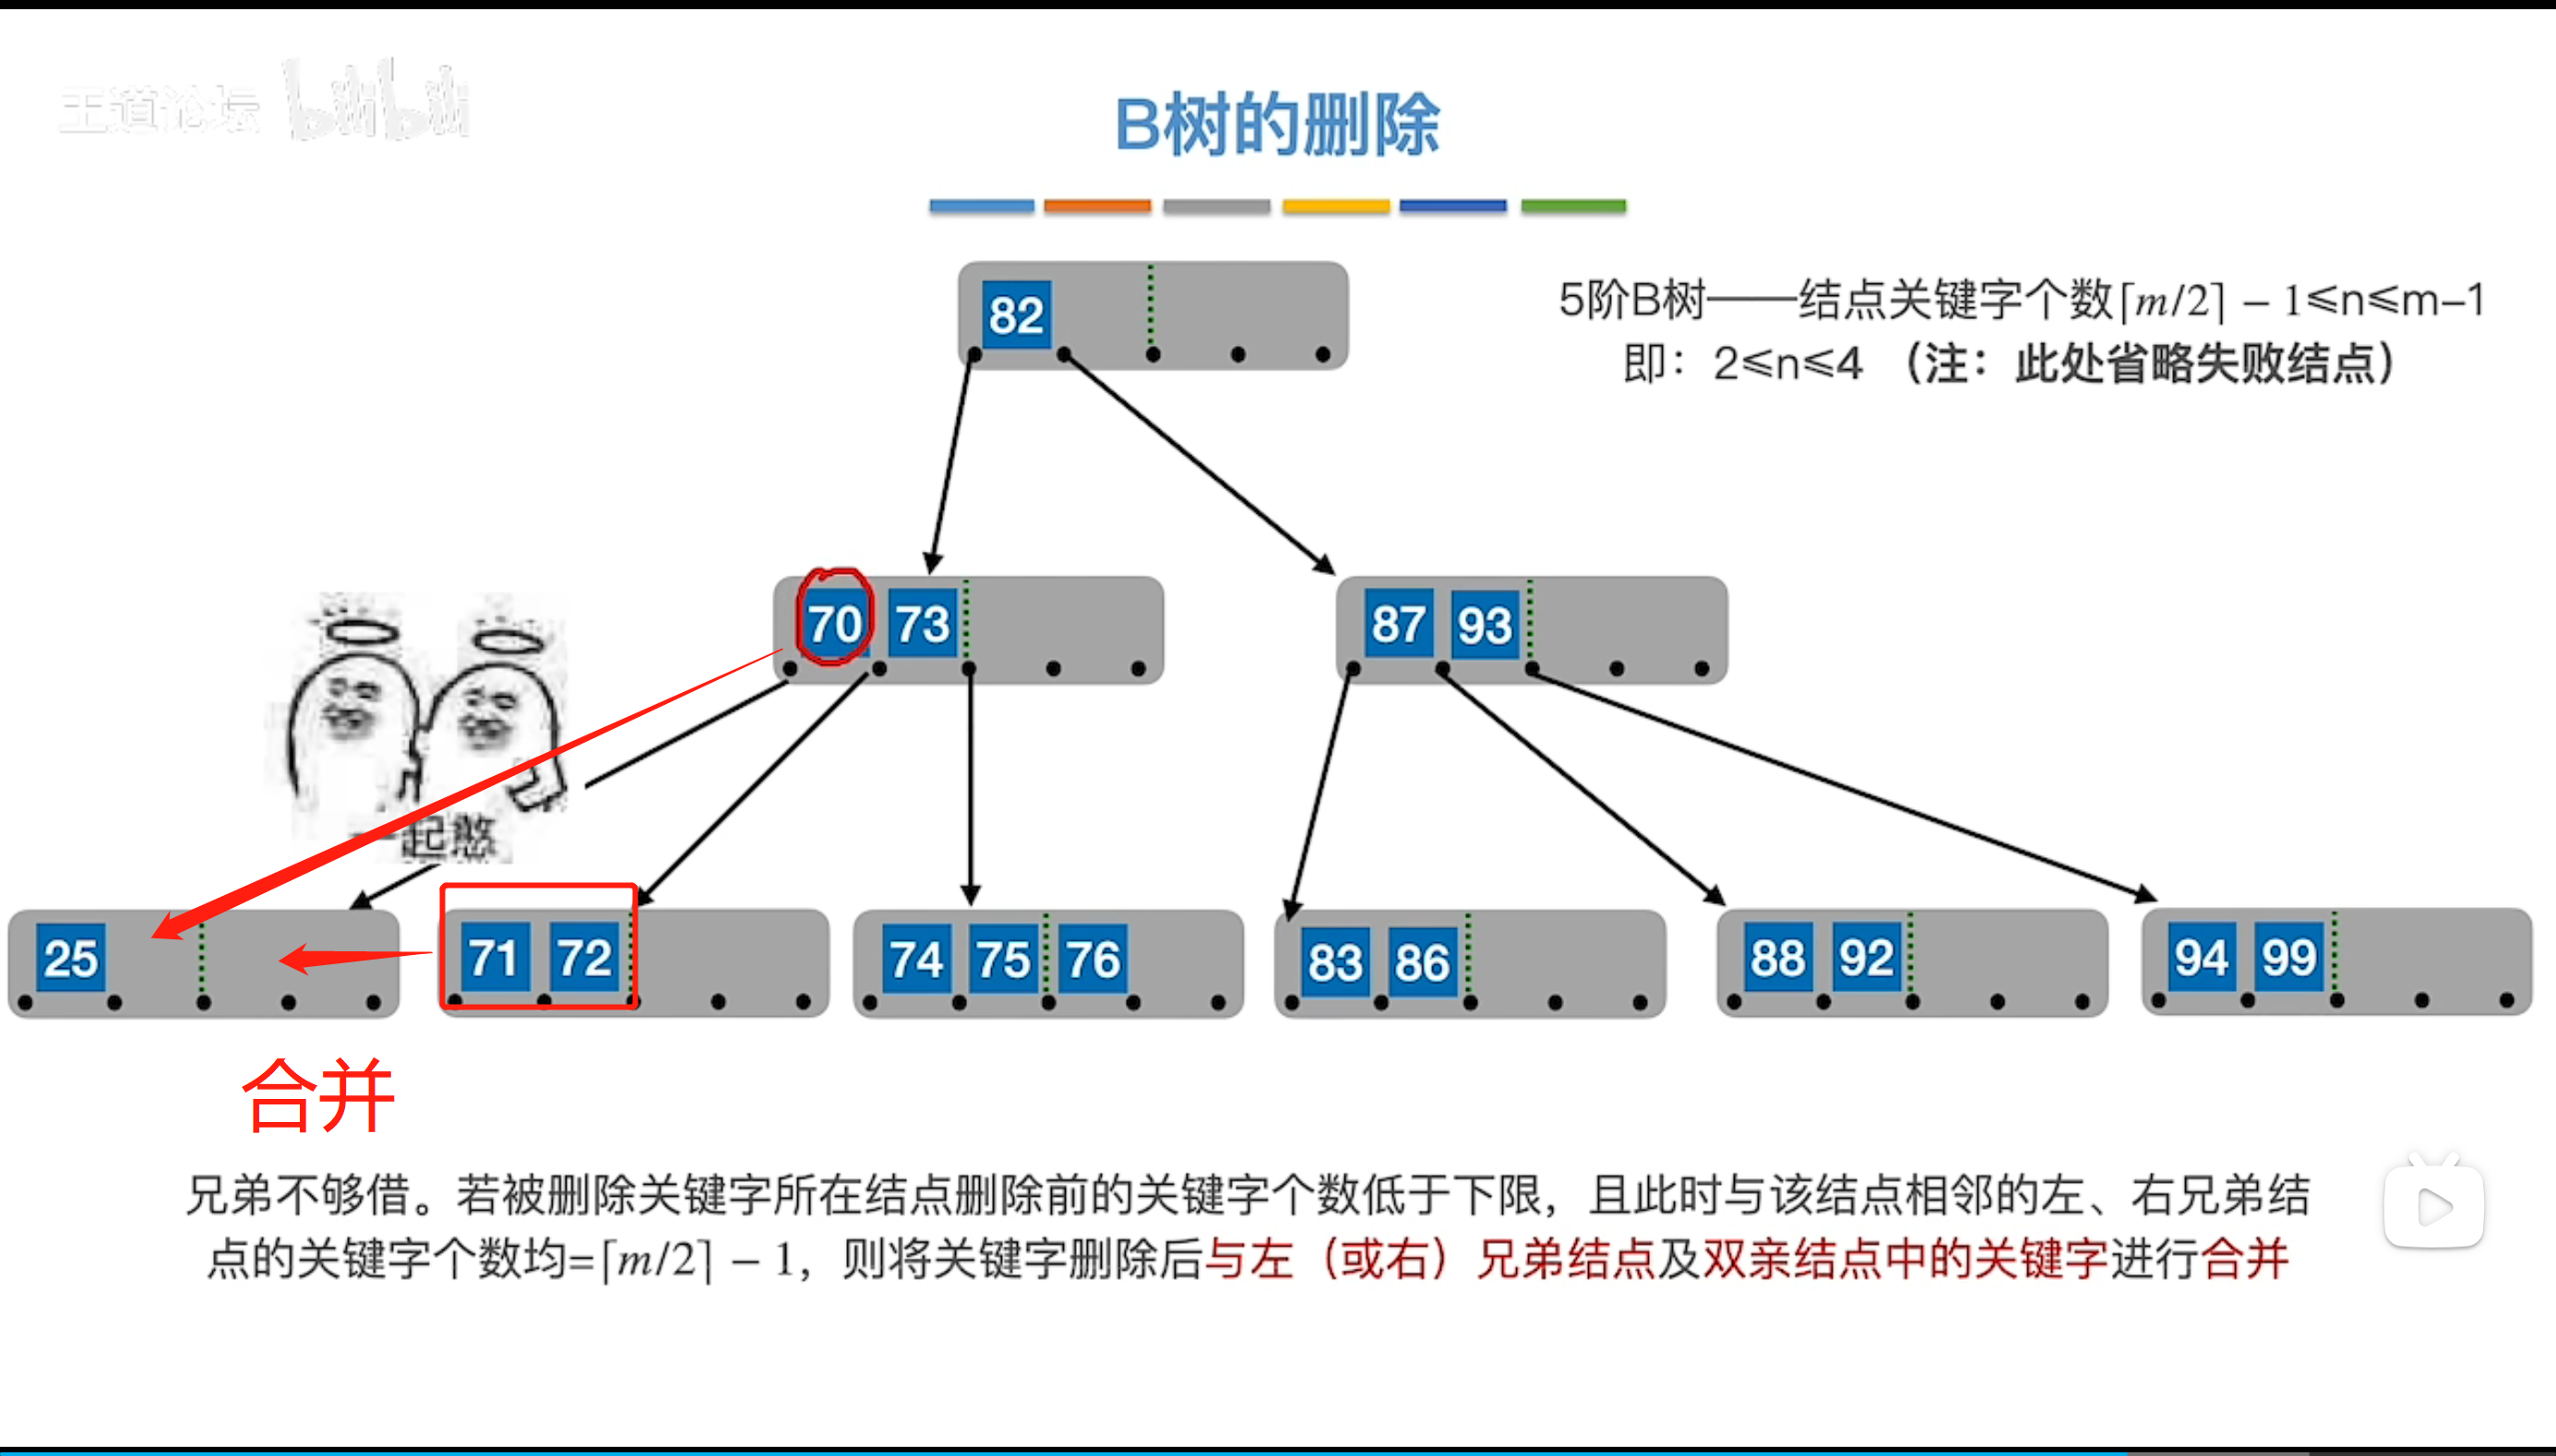 王道论坛 bilibili
B树的删除
5阶B树——结点关键字个数⌈m/2⌉ − 1≤n≤m–1
即：2≤n≤4 （注：此处省略失败结点）
82
70 73
87 93
一起憨
25
71 72
74 75 76
83 86
88 92
94 99
合并
兄弟不够借。若被删除关键字所在结点删除前的关键字个数低于下限，且此时与该结点相邻的左、右兄弟结
点的关键字个数均=⌈m/2⌉ − 1，则将关键字删除后与左（或右）兄弟结点及双亲结点中的关键字进行合并